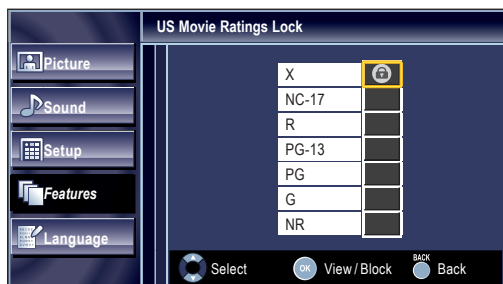 US Movie Ratings Lock
Picture
Sound
Setup
Features
Language
X
NC-17
R
PG-13
PG
G
NR
Select
OK
View / Block
BACK
Back